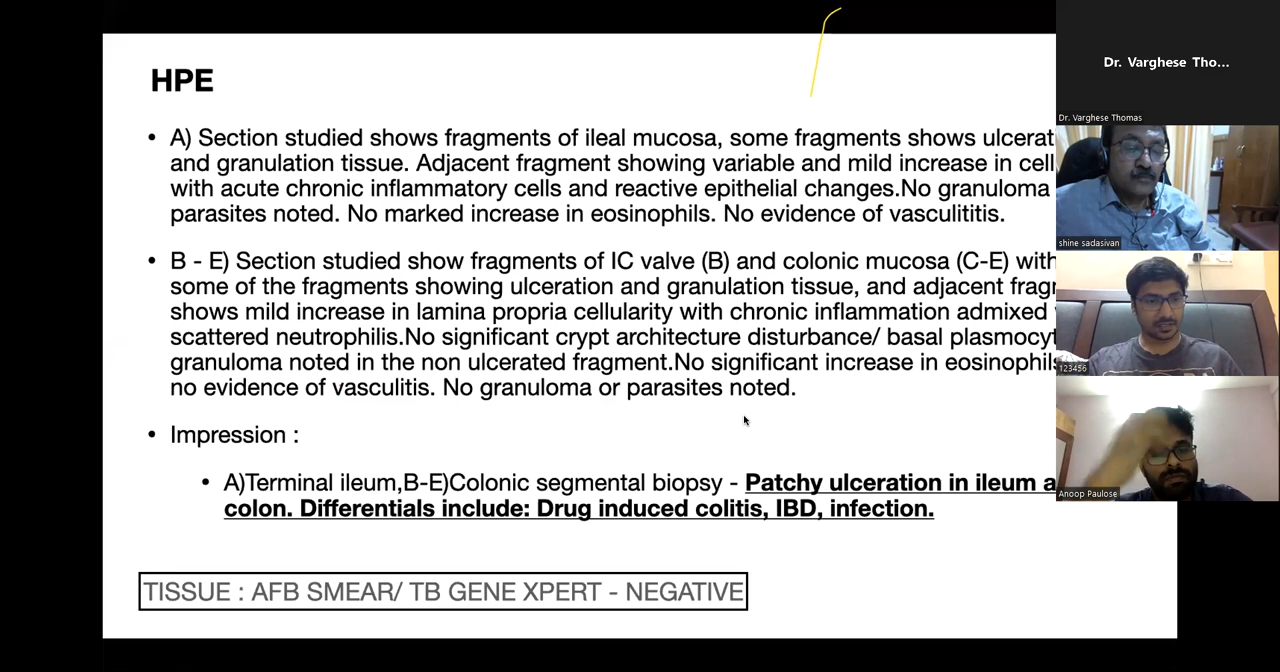 HPE
• A) Section studied shows fragments of ileal mucosa, some fragments shows
and granulation tissue. Adjacent fragment showing variable and mild increase in
with acute chronic inflammatory cells and reactive epithelial changes.No granuloma
parasites noted. No marked increase in eosinophils. No evidence of vasculititis.
• B - E) Section studied show fragments of IC valve (B) and colonic mucosa (C-E) with
some of the fragments showing ulceration and granulation tissue, and adjacent
shows mild increase in lamina propria cellularity with chronic inflammation admixed
scattered neutrophilis.No significant crypt architecture disturbance/ basal
granuloma noted in the non ulcerated fragment.No significant increase in
no evidence of vasculitis. No granuloma or parasites noted.
• Impression :
• A)Terminal ileum,B-E)Colonic segmental biopsy - Patchy ulceration in ileum
colon. Differentials include: Drug induced colitis, IBD, infection.
TISSUE : AFB SMEAR/ TB GENE XPERT - NEGATIVE
Dr. Varghese Tho...
Dr. Varghese Thomas
shine sadasivan
123456
Anoop Paulose